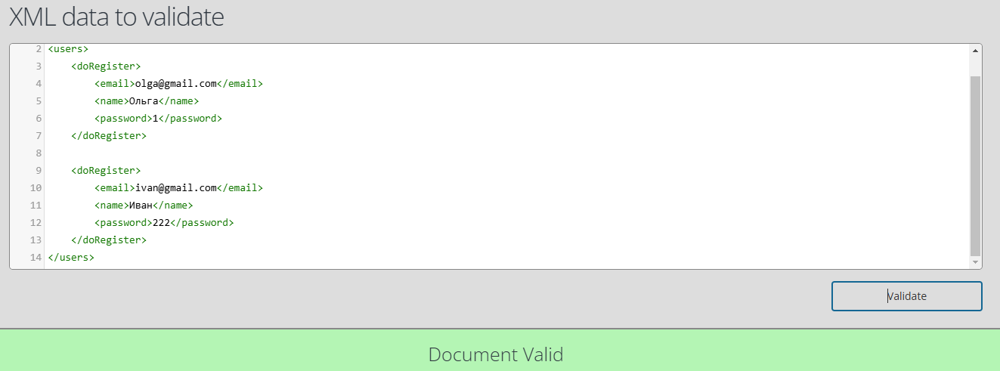 XML data to validate
2 <users>
3     <doRegister>
4         <email>olga@gmail.com</email>
5         <name>Ольга</name>
6         <password>1</password>
7     </doRegister>
8
9     <doRegister>
10         <email>ivan@gmail.com</email>
11         <name>Иван</name>
12         <password>222</password>
13     </doRegister>
14 </users>
Validate
Document Valid